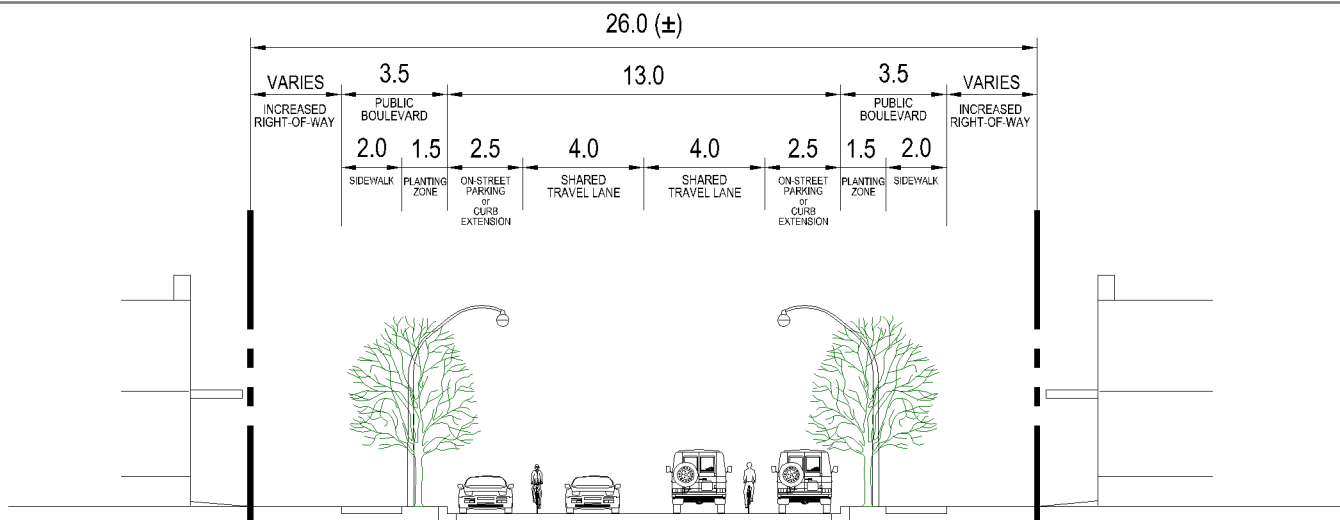 26.0 (±)
VARIES
3.5
13.0
3.5
VARIES
INCREASED
RIGHT-OF-WAY
PUBLIC
BOULEVARD
PUBLIC
BOULEVARD
INCREASED
RIGHT-OF-WAY
2.0
1.5
2.5
4.0
4.0
2.5
1.5
2.0
SIDEWALK
PLANTING
ZONE
ON-STREET
PARKING
or
CURB
EXTENSION
SHARED
TRAVEL LANE
SHARED
TRAVEL LANE
ON-STREET
PARKING
or
CURB
EXTENSION
PLANTING
ZONE
SIDEWALK